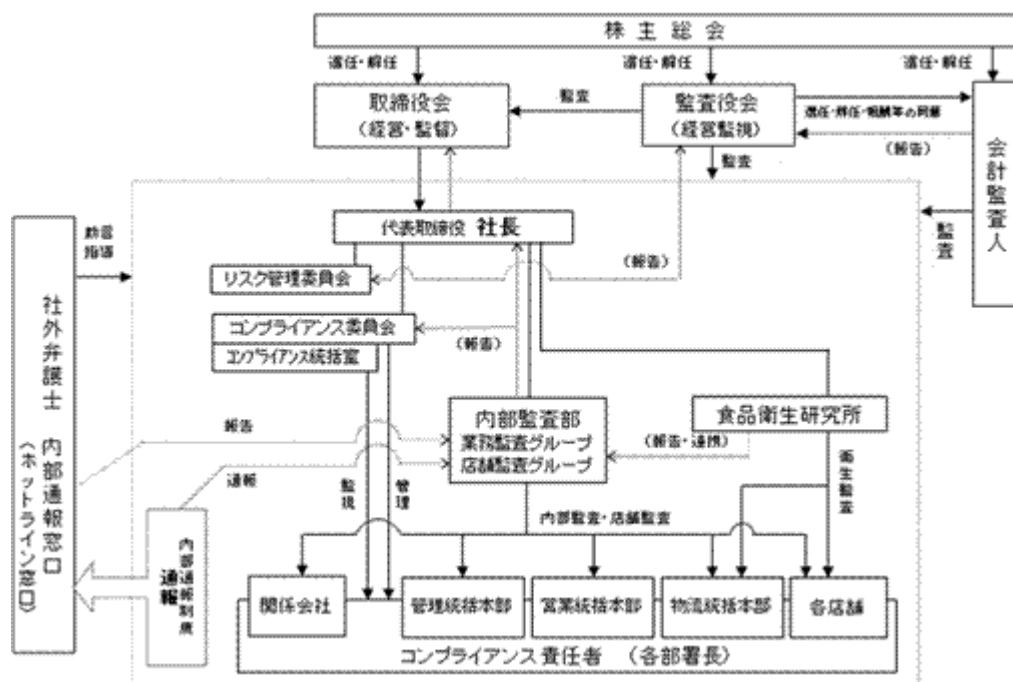 株主総会
選任・解任
選任・解任
選任・解任
取締役会
(経営・監督)
監査
監査役会
(経営監視)
選任・解任・報酬等の同意
(報告)
会計監査人
監査
監査
代表取締役 社長
助言
指導
リスク管理委員会
(報告)
コンプライアンス委員会
(報告)
コンプライアンス統括室
社外弁護士 内部通報窓口
(ホットライン窓口)
内部監査部
業務監査グループ
店舗監査グループ
食品衛生研究所
(報告・連携)
報告
通報
監視
管理
衛生監査
内部通報制度
通報
内部監査・店舗監査
関係会社
管理統括本部
営業統括本部
物流統括本部
各店舗
コンプライアンス責任者 (各部署長)